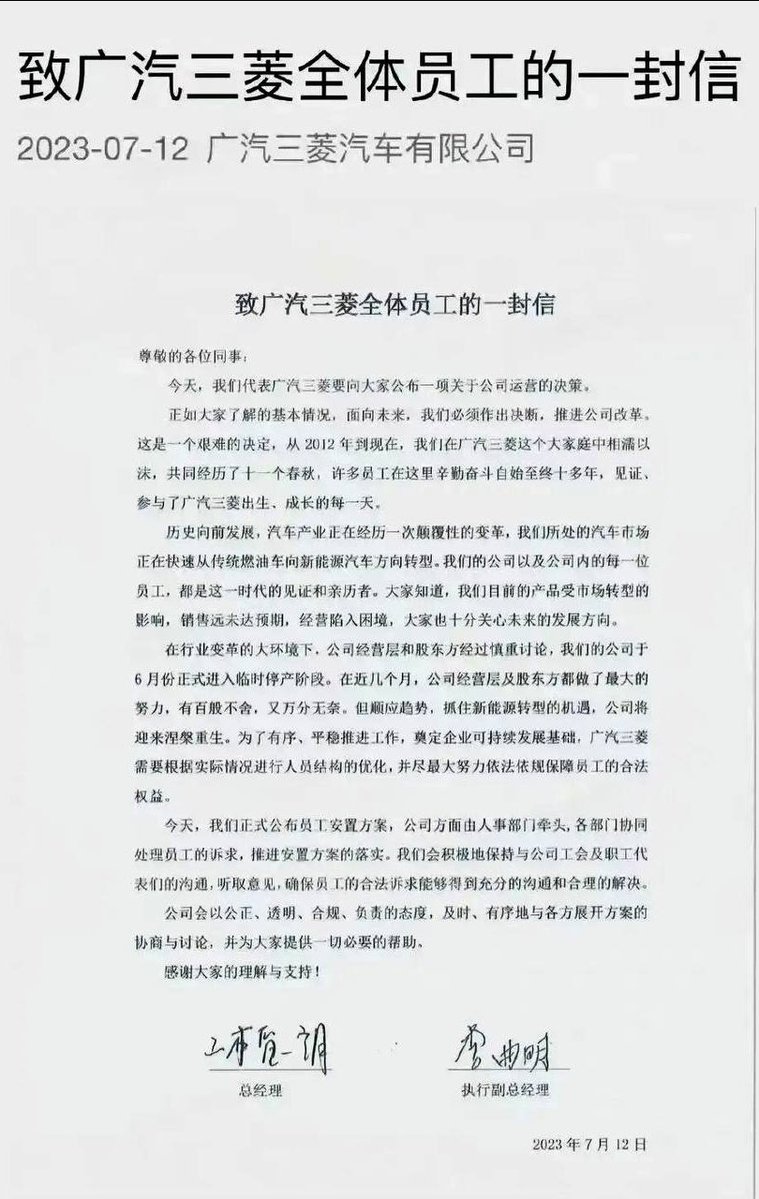 致广汽三菱全体员工的一封信
2023-07-12 广汽三菱汽车有限公司
致广汽三菱全体员工的一封信
尊敬的各位同事：
今天，我们代表广汽三菱要向大家公布一项关于公司运营的决策。
正如大家了解的基本情况，面向未来，我们必须作出决断，推进公司改革。
这是一个艰难的决定，从 2012 年到现在，我们在广汽三菱这个大家庭中相濡以
沫，共同经历了十一个春秋，许多员工在这里辛勤奋斗自始至终十多年，见证、
参与了广汽三菱出生、成长的每一天。
历史向前发展，汽车产业正在经历一次颠覆性的变革，我们所处的汽车市场
正在快速从传统燃油车向新能源汽车方向转型。我们的公司以及公司内的每一位
员工，都是这一时代的见证和亲历者。大家知道，我们目前的产品受市场转型的
影响，销售远未达预期，经营陷入困境，大家也十分关心未来的发展方向。
在行业变革的大环境下，公司经营层和股东方经过慎重讨论，我们的公司于
6 月份正式进入临时停产阶段。在近几个月，公司经营层及股东方都做了最大的
努力，有百般不舍，又万分无奈。但顺应趋势，抓住新能源转型的机遇，公司将
迎来涅槃重生。为了有序、平稳推进工作，奠定企业可持续发展基础，广汽三菱
需要根据实际情况进行人员结构的优化，并尽最大努力依法依规保障员工的合法
权益。
今天，我们正式公布员工安置方案，公司方面由人事部门牵头,各部门协同
处理员工的诉求，推进安置方案的落实。我们会积极地保持与公司工会及职工代
表们的沟通，听取意见，确保员工的合法诉求能够得到充分的沟通和合理的解决。
公司会以公正、透明、合规、负责的态度，及时、有序地与各方展开方案的
协商与讨论，并为大家提供一切必要的帮助。
感谢大家的理解与支持！
总经理
执行副总经理
2023 年 7 月 12 日